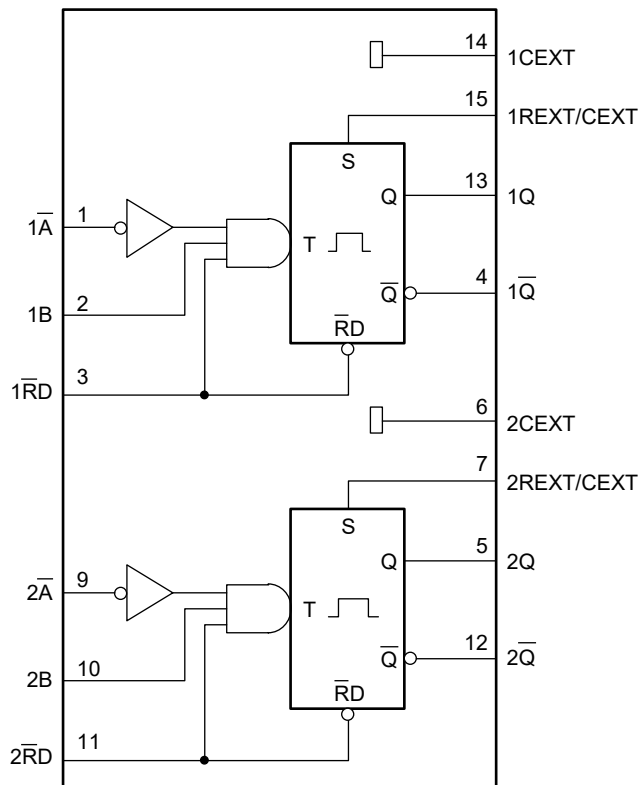 14
1CEXT
15
1REXT/CEXT
S
Q
13
1Q
1A̅
1
T
4
Q̅
1Q̅
2
1B
R̅D
3
1R̅D
6
2CEXT
7
2REXT/CEXT
S
Q
5
2Q
2A̅
9
T
12
Q̅
2Q̅
10
2B
R̅D
11
2R̅D